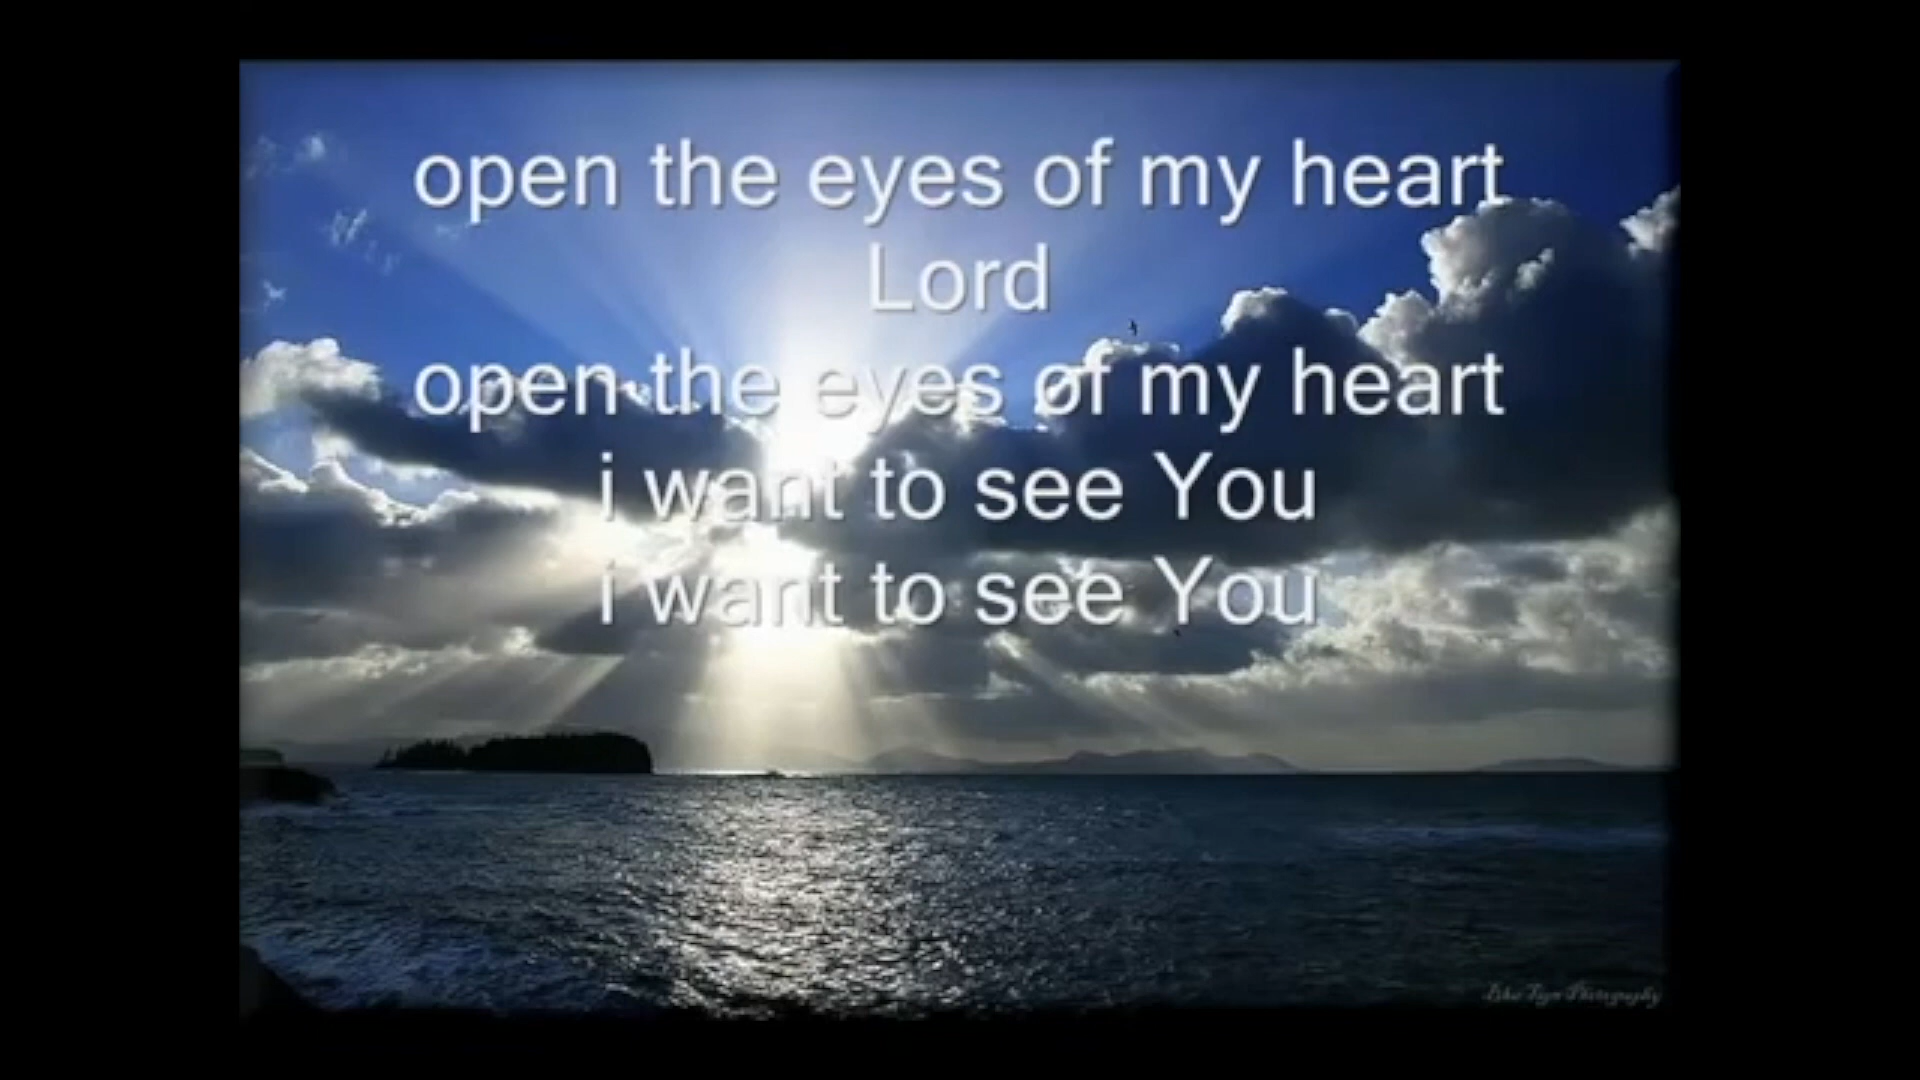 open the eyes of my heart
Lord
open the eyes of my heart
i want to see You
i want to see You
Photography